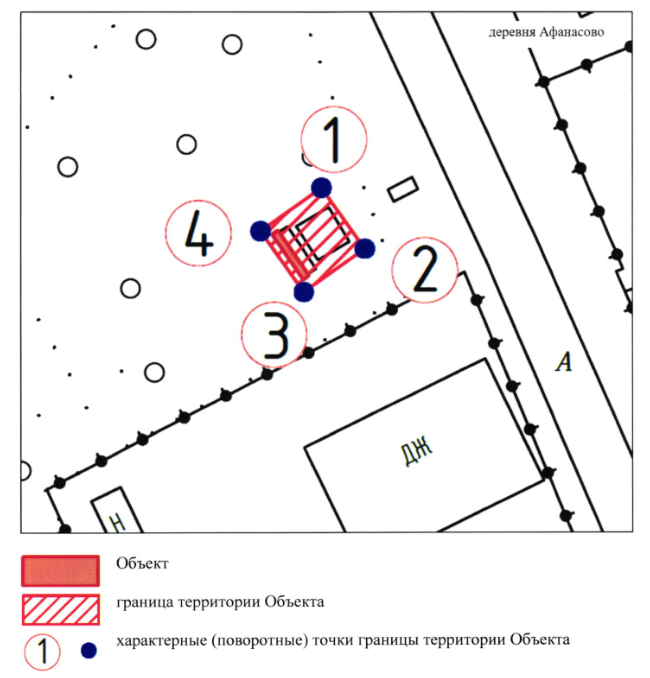 деревня Афанасово
1
4
2
3
А
ДЖ
Н
Объект
граница территории Объекта
1 характерные (поворотные) точки границы территории Объекта